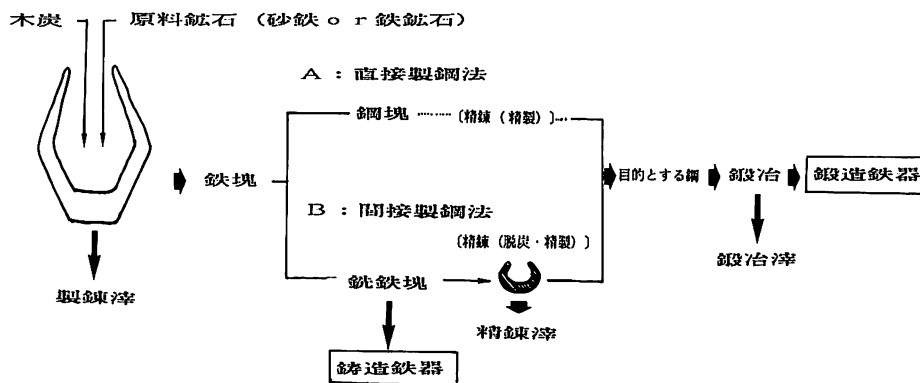 木炭　原料鉱石（砂鉄or鉄鉱石）
A：直接製鋼法
鋼塊……〔精錬（精製）〕…
鉄塊
目的とする鋼
鍛冶
鍛造鉄器
B：間接製鋼法
〔精錬（脱炭・精製）〕
鍛冶滓
銑鉄塊
製錬滓
精錬滓
鋳造鉄器